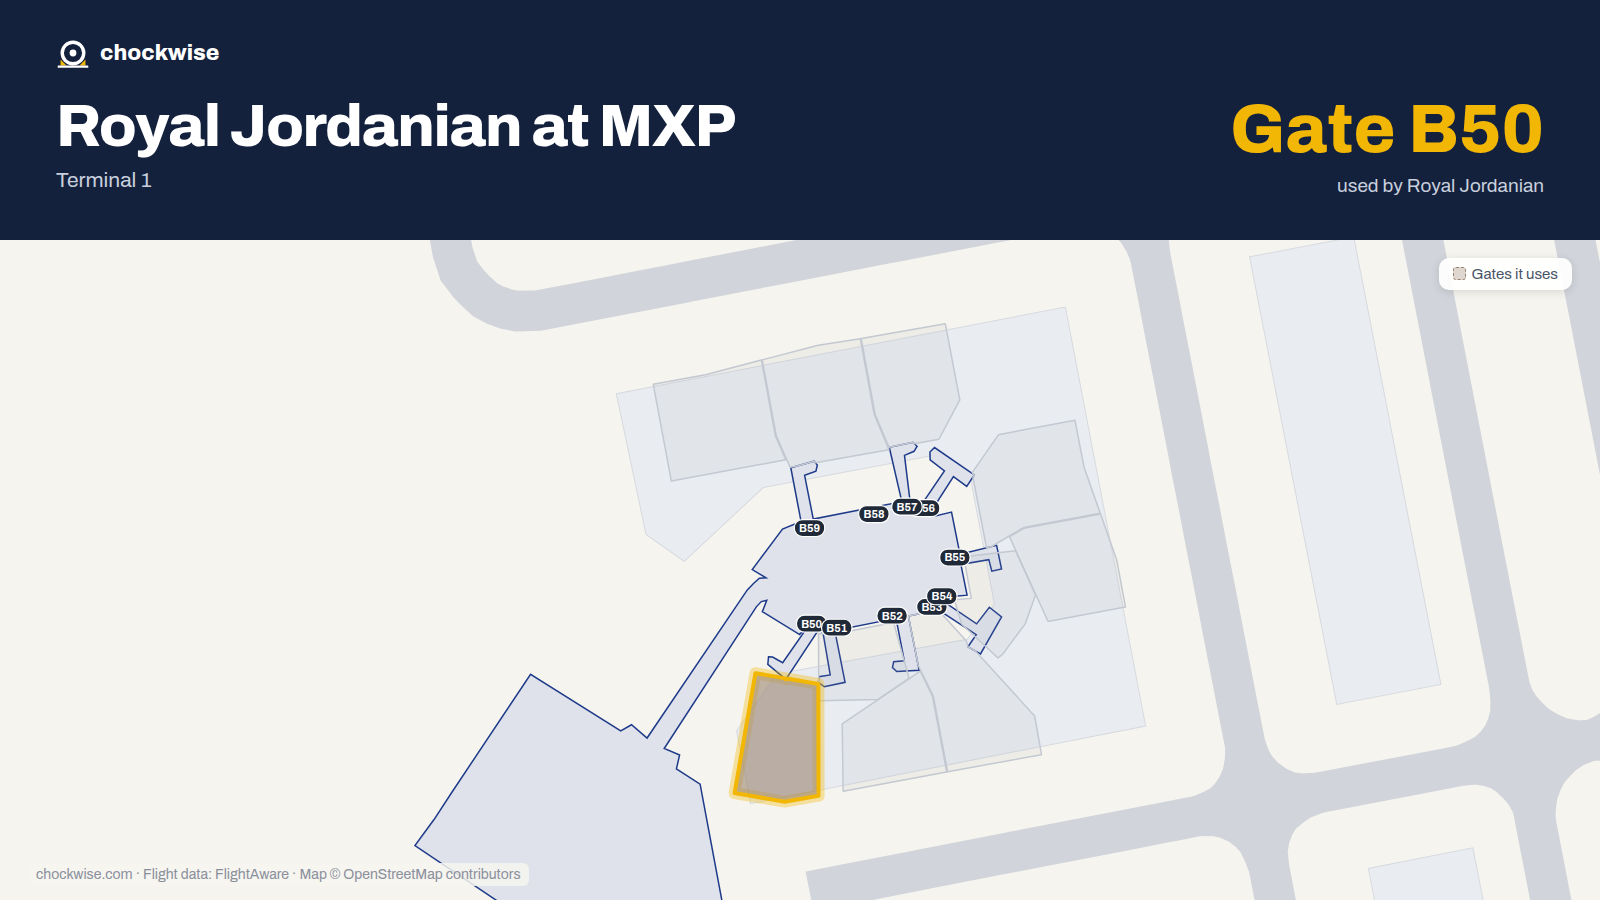 chockwise
Royal Jordanian at MXP
Terminal 1
Gate B50
used by Royal Jordanian
Gates it uses
B59
B58
B57
56
B55
B54
B53
B52
B50
B51
chockwise.com · Flight data: FlightAware · Map © OpenStreetMap contributors